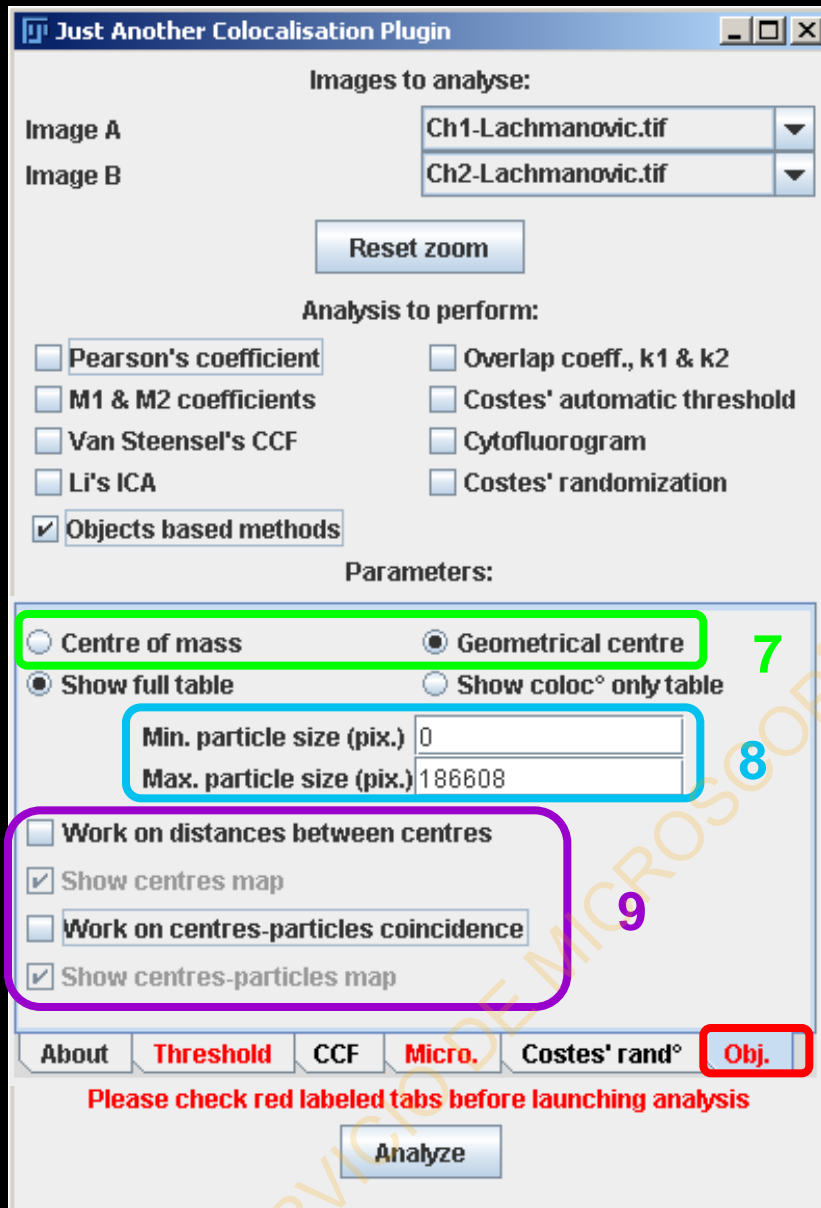 Just Another Colocalisation Plugin
Images to analyse:
Image A Ch1-Lachmanovic.tif
Image B Ch2-Lachmanovic.tif
Reset zoom
Analysis to perform:
Pearson's coefficient Overlap coeff., k1 & k2
M1 & M2 coefficients Costes' automatic threshold
Van Steensel's CCF Cytofluorogram
Li's ICA Costes' randomization
Objects based methods
Parameters:
Centre of mass Geometrical centre 7
Show full table Show coloc° only table
Min. particle size (pix.) 0
8
Max. particle size (pix.) 186608
Work on distances between centres
Show centres map
9
Work on centres-particles coincidence
Show centres-particles map
About Threshold CCF Micro. Costes' rand° Obj.
Please check red labeled tabs before launching analysis
Analyze
SERVICIO DE MICROSCOP